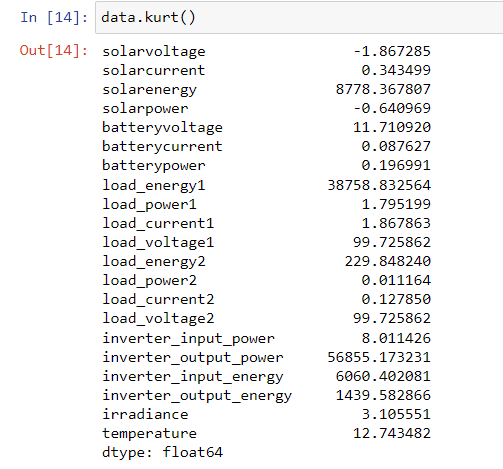 In [14]: data.kurt()
Out[14]: solarvoltage -1.867285
solarcurrent 0.343499
solarenergy 8778.367807
solarpower -0.640969
batteryvoltage 11.710920
batterycurrent 0.087627
batterypower 0.196991
load_energy1 38758.832564
load_power1 1.795199
load_current1 1.867863
load_voltage1 99.725862
load_energy2 229.848240
load_power2 0.011164
load_current2 0.127850
load_voltage2 99.725862
inverter_input_power 8.011426
inverter_output_power 56855.173231
inverter_input_energy 6060.402081
inverter_output_energy 1439.582866
irradiance 3.105551
temperature 12.743482
dtype: float64